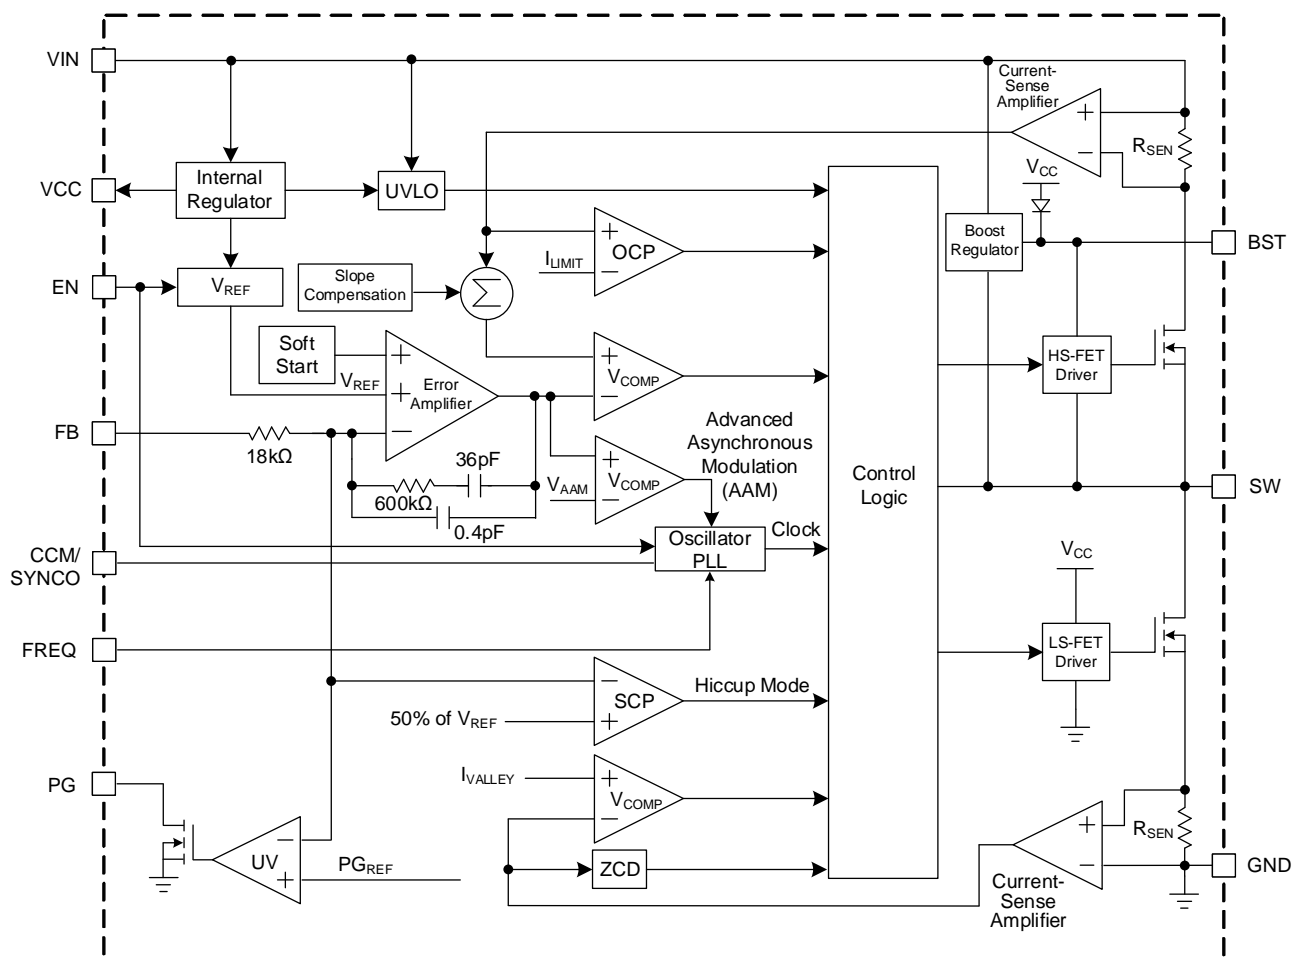 VIN
Current-
Sense
Amplifier
+
−
RSEN
VCC
Internal
Regulator
UVLO
VCC
Boost
Regulator
BST
+
OCP
ILIMIT
−
EN
VREF
Slope
Compensation
Σ
Soft
Start
+
VREF
+
Error
Amplifier
−
+
VCOMP
−
HS-FET
Driver
FB
18kΩ
36pF
600kΩ
0.4pF
+
VCOMP
VAAM
−
Advanced
Asynchronous
Modulation
(AAM)
Control
Logic
SW
CCM/
SYNCO
Oscillator
PLL
Clock
VCC
FREQ
LS-FET
Driver
−
SCP
+
Hiccup Mode
50% of VREF
PG
IVALLEY
+
VCOMP
−
−
UV
+
PGREF
ZCD
+
−
RSEN
Current-
Sense
Amplifier
GND